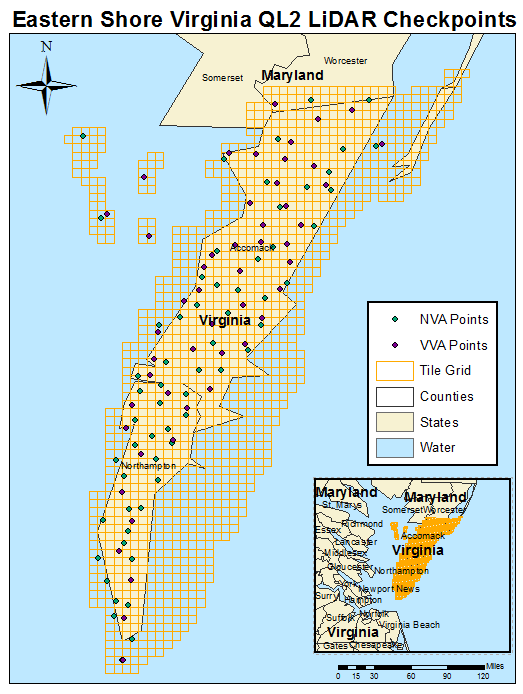 Eastern Shore Virginia QL2 LiDAR Checkpoints
N
Worcester
Somerset
Maryland
Accomack
Virginia
Northampton
NVA Points
VVA Points
Tile Grid
Counties
States
Water
Maryland
Maryland
St. Marys
Somerset
Worcester
Richmond
Essex
Accomack
Lancaster
Virginia
Middlesex
Gloucester
Northampton
York
Newport News
Surry
Hampton
Norfolk
Suffolk
Virginia Beach
Virginia
Gates
Chesapeake
0 15 30 60 90 120
Miles